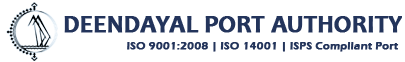 DEENDAYAL PORT AUTHORITY
ISO 9001:2008 | ISO 14001 | ISPS Compliant Port